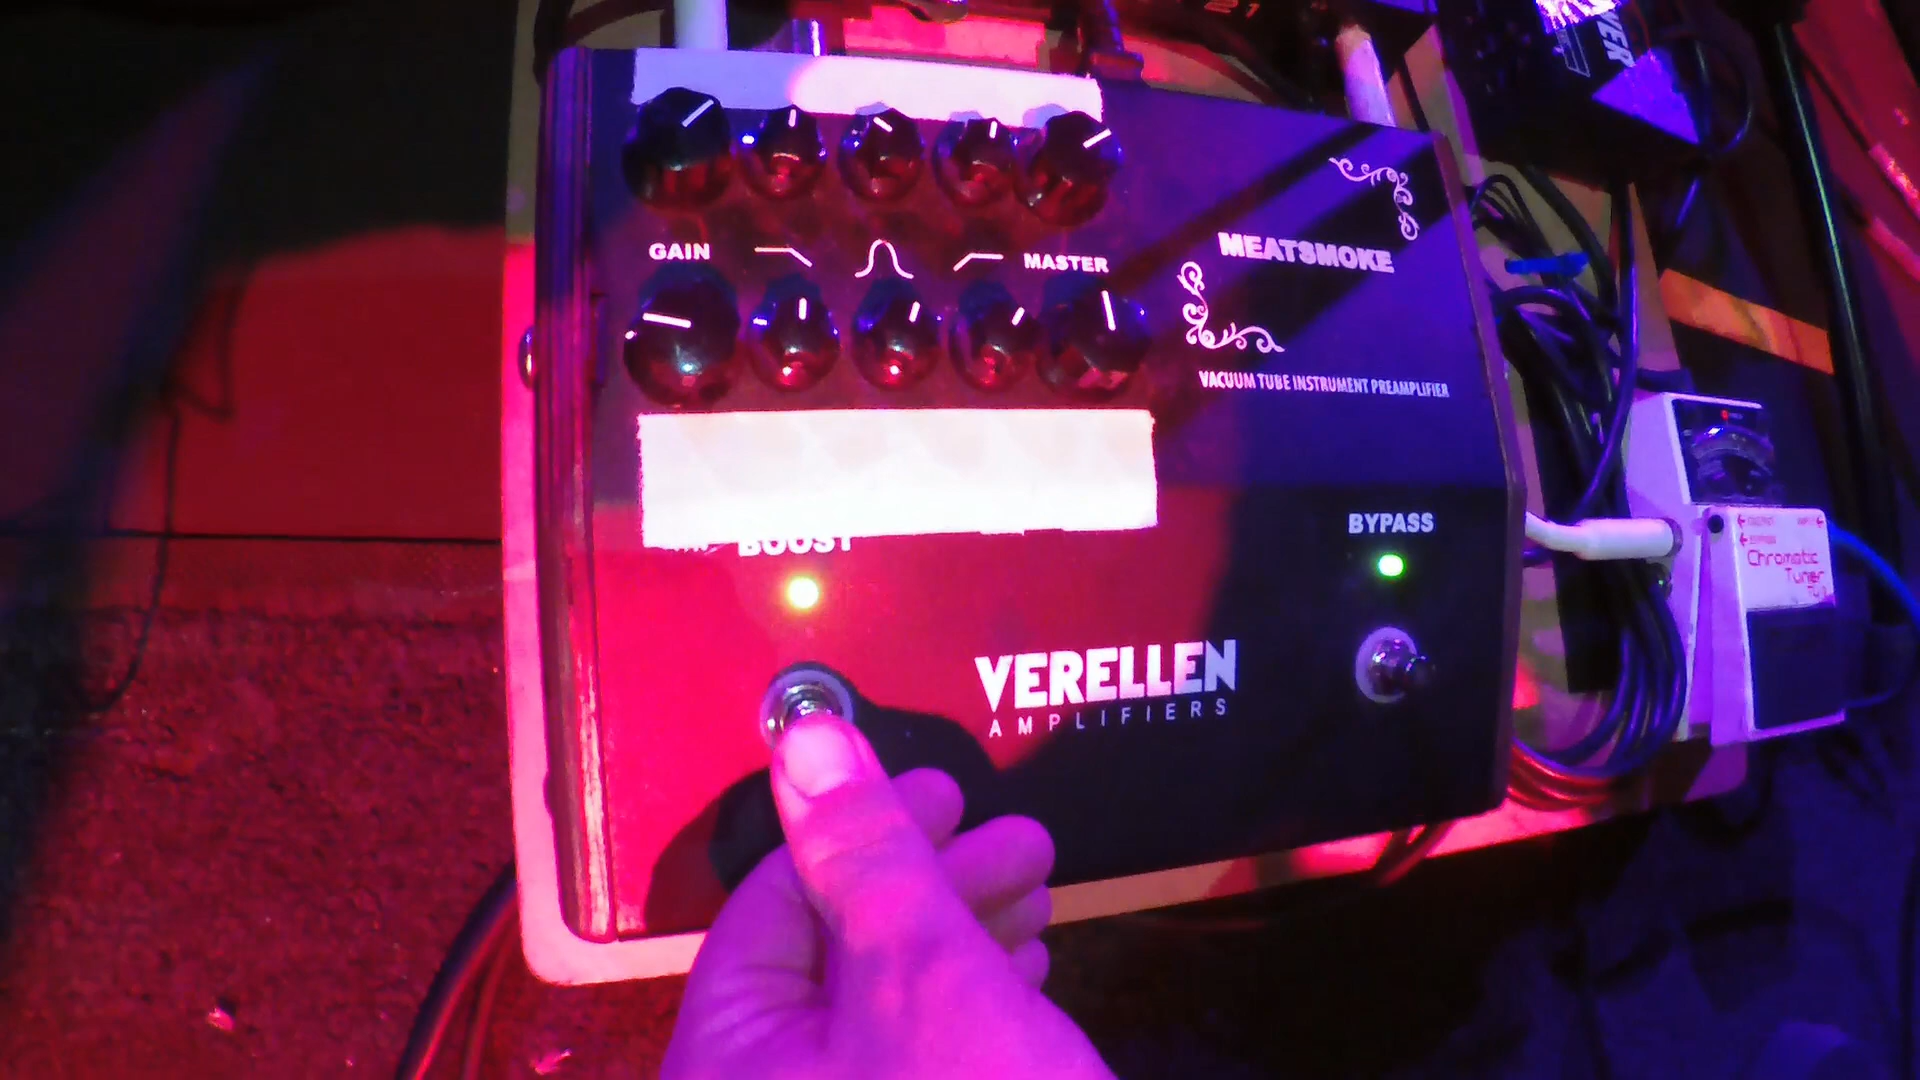 GAIN
MASTER
MEATSMOKE
VACUUM TUBE INSTRUMENT PREAMPLIFIER
BOOST
BYPASS
VERELLEN
AMPLIFIERS
Chromatic
Tuner